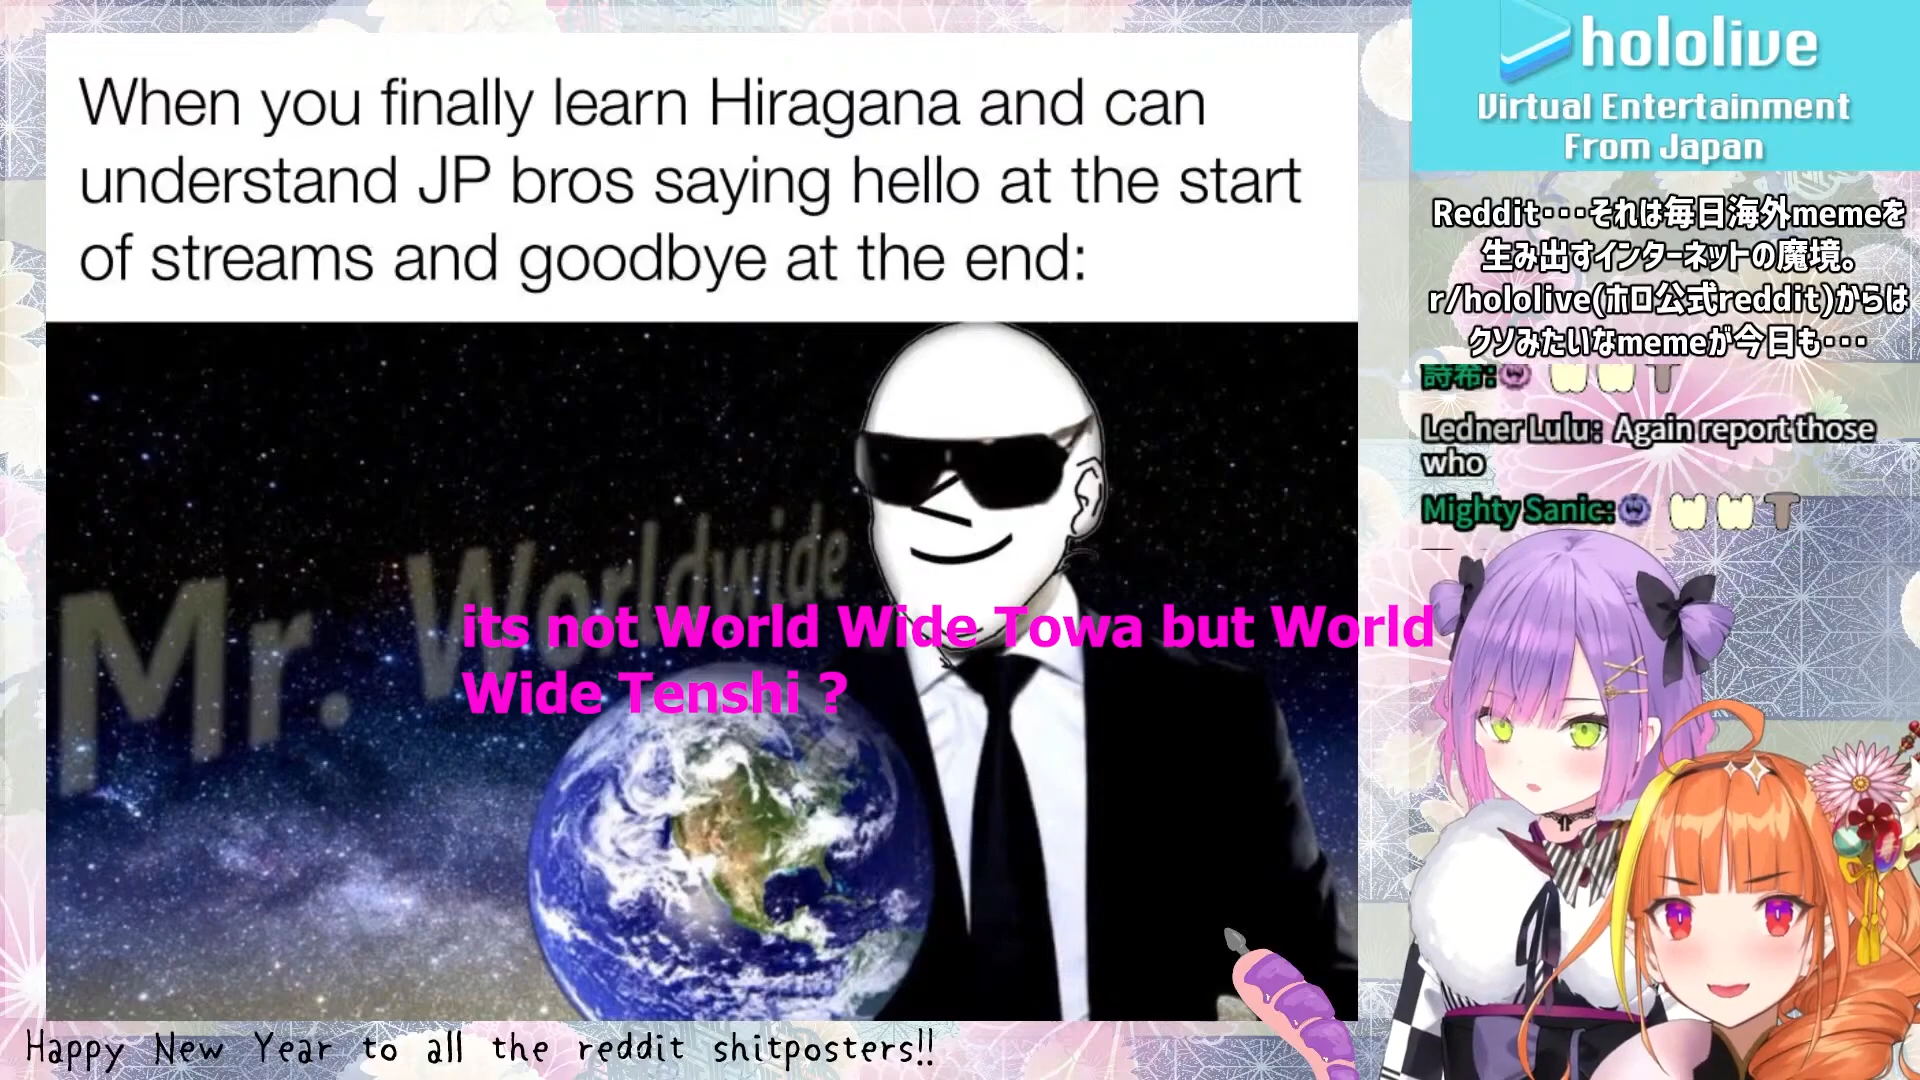 When you finally learn Hiragana and can
understand JP bros saying hello at the start
of streams and goodbye at the end:
Mr. Worldwide
its not World Wide Towa but World
Wide Tenshi ?
Happy New Year to all the reddit shitposters!!
hololive
Virtual Entertainment
From Japan
Reddit･･･それは毎日海外memeを
生み出すインターネットの魔境。
r/hololive(ホロ公式reddit)からは
クソみたいなmemeが今日も･･･
詩希:
Ledner Lulu: Again report those
who
Mighty Sanic: